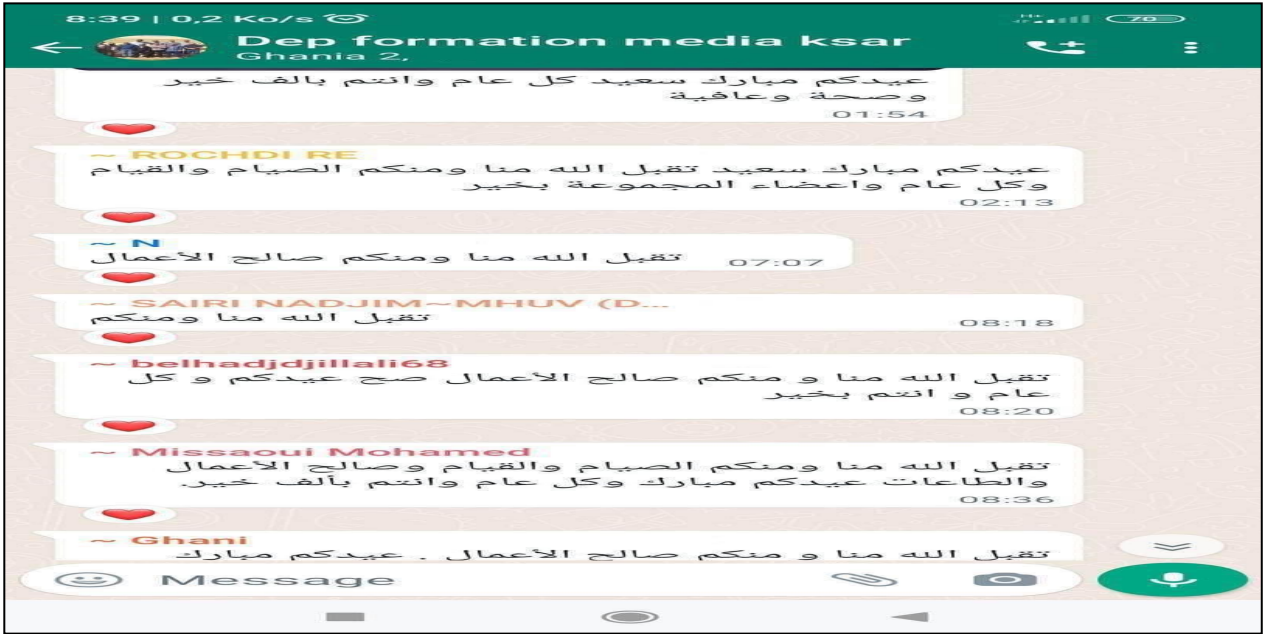 8:39 | 0,2 Ko/s
H+
70
Dep formation media ksar
Ghania 2,
عيدكم مبارك سعيد كل عام وانتم بالف خير
وصحة وعافية
01:54
~ ROCHDI RE
عيدكم مبارك سعيد تقبل الله منا ومنكم الصيام والقيام
وكل عام واعضاء المجموعة بخير
02:13
~ N
تقبل الله منا ومنكم صالح الأعمال
07:07
~ SAIRI NADJIM~MHUV (D...
تقبل الله منا ومنكم
08:18
~ belhadjdjillali68
تقبل الله منا و منكم صالح الأعمال صح عيدكم و كل
عام و انتم بخير
08:20
~ Missaoui Mohamed
تقبل الله منا ومنكم الصيام والقيام وصالح الأعمال
والطاعات عيدكم مبارك وكل عام وانتم بألف خير.
08:36
~ Ghani
تقبل الله منا و منكم صالح الأعمال . عيدكم مبارك
Message